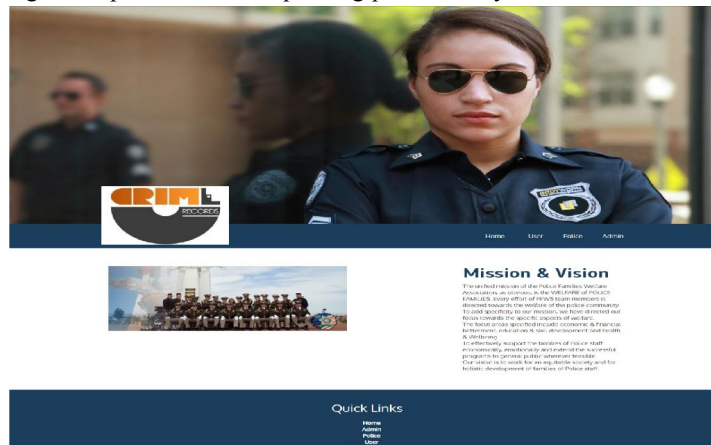 CRIME
RECORDS
Home User Police Admin
Mission & Vision
The unified mission of the Police Families Welfare
Association, as obvious, is the WELFARE of POLICE
FAMILIES. Every effort of PFWS team members is
directed towards the welfare of the police community.
To add specificity to our mission, we have directed our
focus towards the specific aspects of welfare.
The focus areas specified include economic & financial
betterment, education & skill development and health
& Wellbeing.
To effectively support the families of Police staff
economically, emotionally and extend the successful
programs to general public wherever feasible.
Our vision is to work for an equitable society and for
holistic development of families of Police staff.
Quick Links
Home
Admin
Police
User